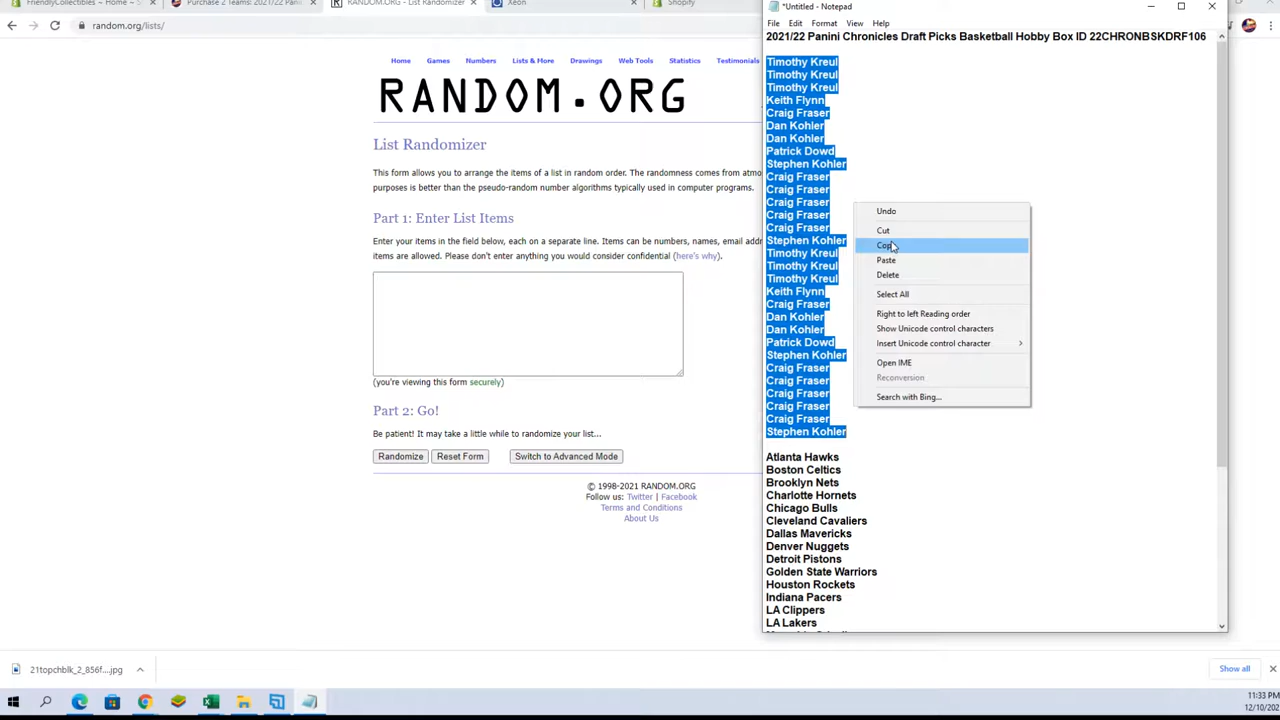 FriendlyCollectibles ~ Home ~ S
Purchase 2 Teams: 2021/22 Pani
RANDOM.ORG - List Randomizer
Xeon
Shopify
random.org/lists/
Home Games Numbers Lists & More Drawings Web Tools Statistics Testimonials
RANDOM.ORG
List Randomizer
This form allows you to arrange the items of a list in random order. The randomness comes from atmo
purposes is better than the pseudo-random number algorithms typically used in computer programs.
Part 1: Enter List Items
Enter your items in the field below, each on a separate line. Items can be numbers, names, email addre
items are allowed. Please don't enter anything you would consider confidential (here's why).
(you're viewing this form securely)
Part 2: Go!
Be patient! It may take a little while to randomize your list...
Randomize Reset Form Switch to Advanced Mode
© 1998-2021 RANDOM.ORG
Follow us: Twitter | Facebook
Terms and Conditions
About Us
*Untitled - Notepad
File Edit Format View Help
2021/22 Panini Chronicles Draft Picks Basketball Hobby Box ID 22CHRONBSKDRF106
Timothy Kreul
Timothy Kreul
Timothy Kreul
Keith Flynn
Craig Fraser
Dan Kohler
Dan Kohler
Patrick Dowd
Stephen Kohler
Craig Fraser
Craig Fraser
Craig Fraser
Craig Fraser
Craig Fraser
Stephen Kohler
Timothy Kreul
Timothy Kreul
Timothy Kreul
Keith Flynn
Craig Fraser
Dan Kohler
Dan Kohler
Patrick Dowd
Stephen Kohler
Craig Fraser
Craig Fraser
Craig Fraser
Craig Fraser
Craig Fraser
Stephen Kohler
Atlanta Hawks
Boston Celtics
Brooklyn Nets
Charlotte Hornets
Chicago Bulls
Cleveland Cavaliers
Dallas Mavericks
Denver Nuggets
Detroit Pistons
Golden State Warriors
Houston Rockets
Indiana Pacers
LA Clippers
LA Lakers
Undo
Cut
Copy
Paste
Delete
Select All
Right to left Reading order
Show Unicode control characters
Insert Unicode control character
Open IME
Reconversion
Search with Bing...
21topchblk_2_856f....jpg
Show all
11:33 PM
12/10/202